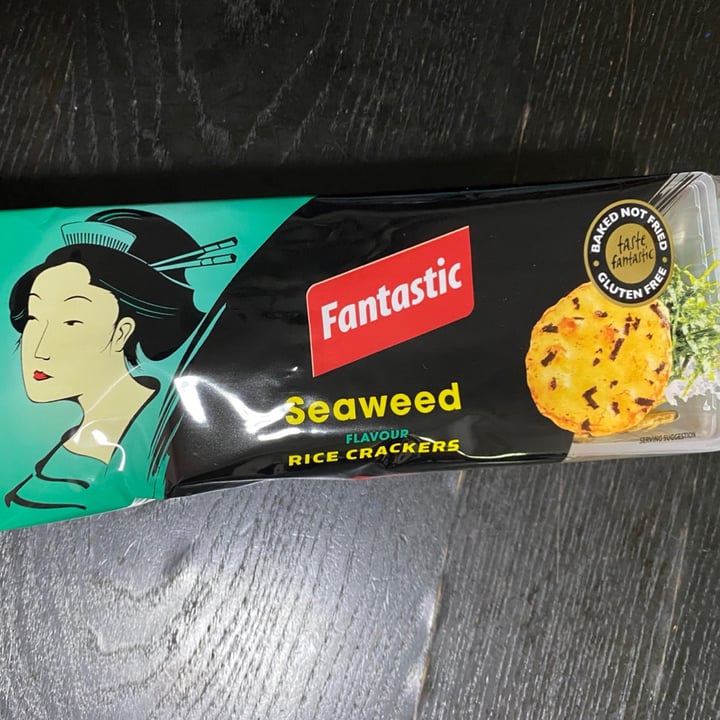 Fantastic
Seaweed
FLAVOUR
RICE CRACKERS
BAKED NOT FRIED
taste
fantastic
GLUTEN FREE
SERVING SUGGESTION